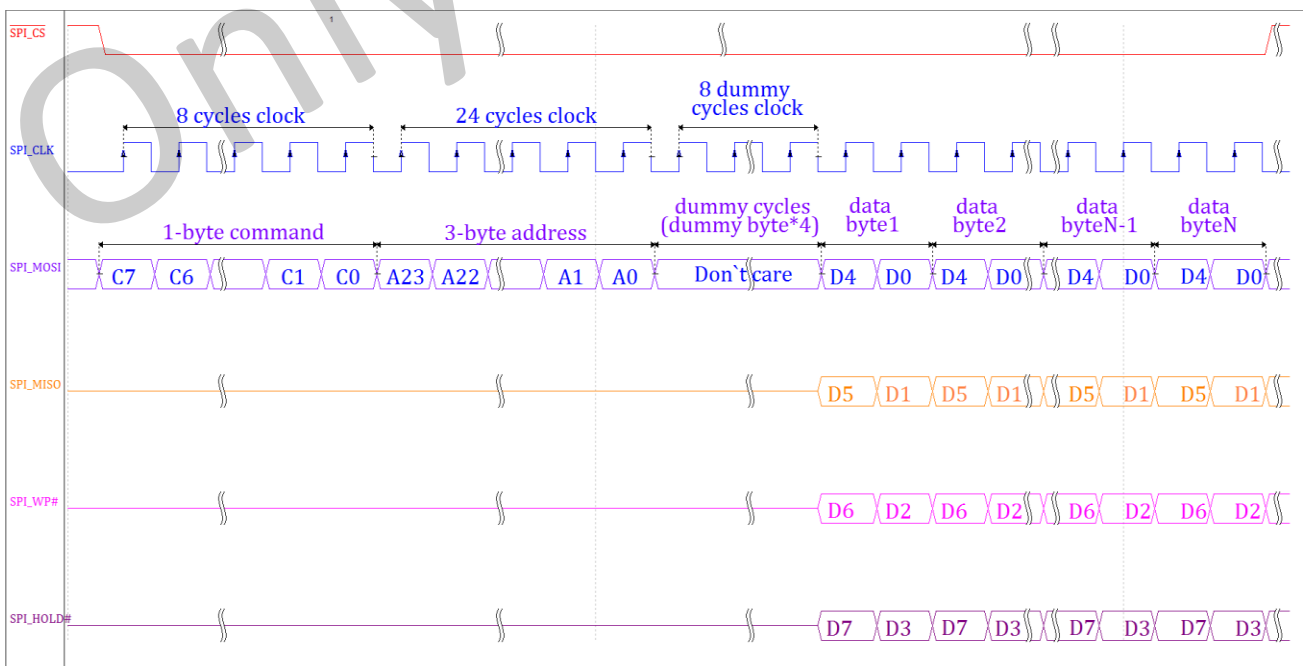 Only
1
SPI_CS
8 dummy
8 cycles clock
24 cycles clock
cycles clock
SPI_CLK
dummy cycles
data
data
data
data
1-byte command
3-byte address
(dummy byte*4)
byte1
byte2
byteN-1
byteN
SPI_MOSI
C7 C6 C1 C0 A23 A22 A1 A0 Don`t care D4 D0 D4 D0 D4 D0 D4 D0
SPI_MISO
D5 D1 D5 D1 D5 D1 D5 D1
SPI_WP#
D6 D2 D6 D2 D6 D2 D6 D2
SPI_HOLD#
D7 D3 D7 D3 D7 D3 D7 D3